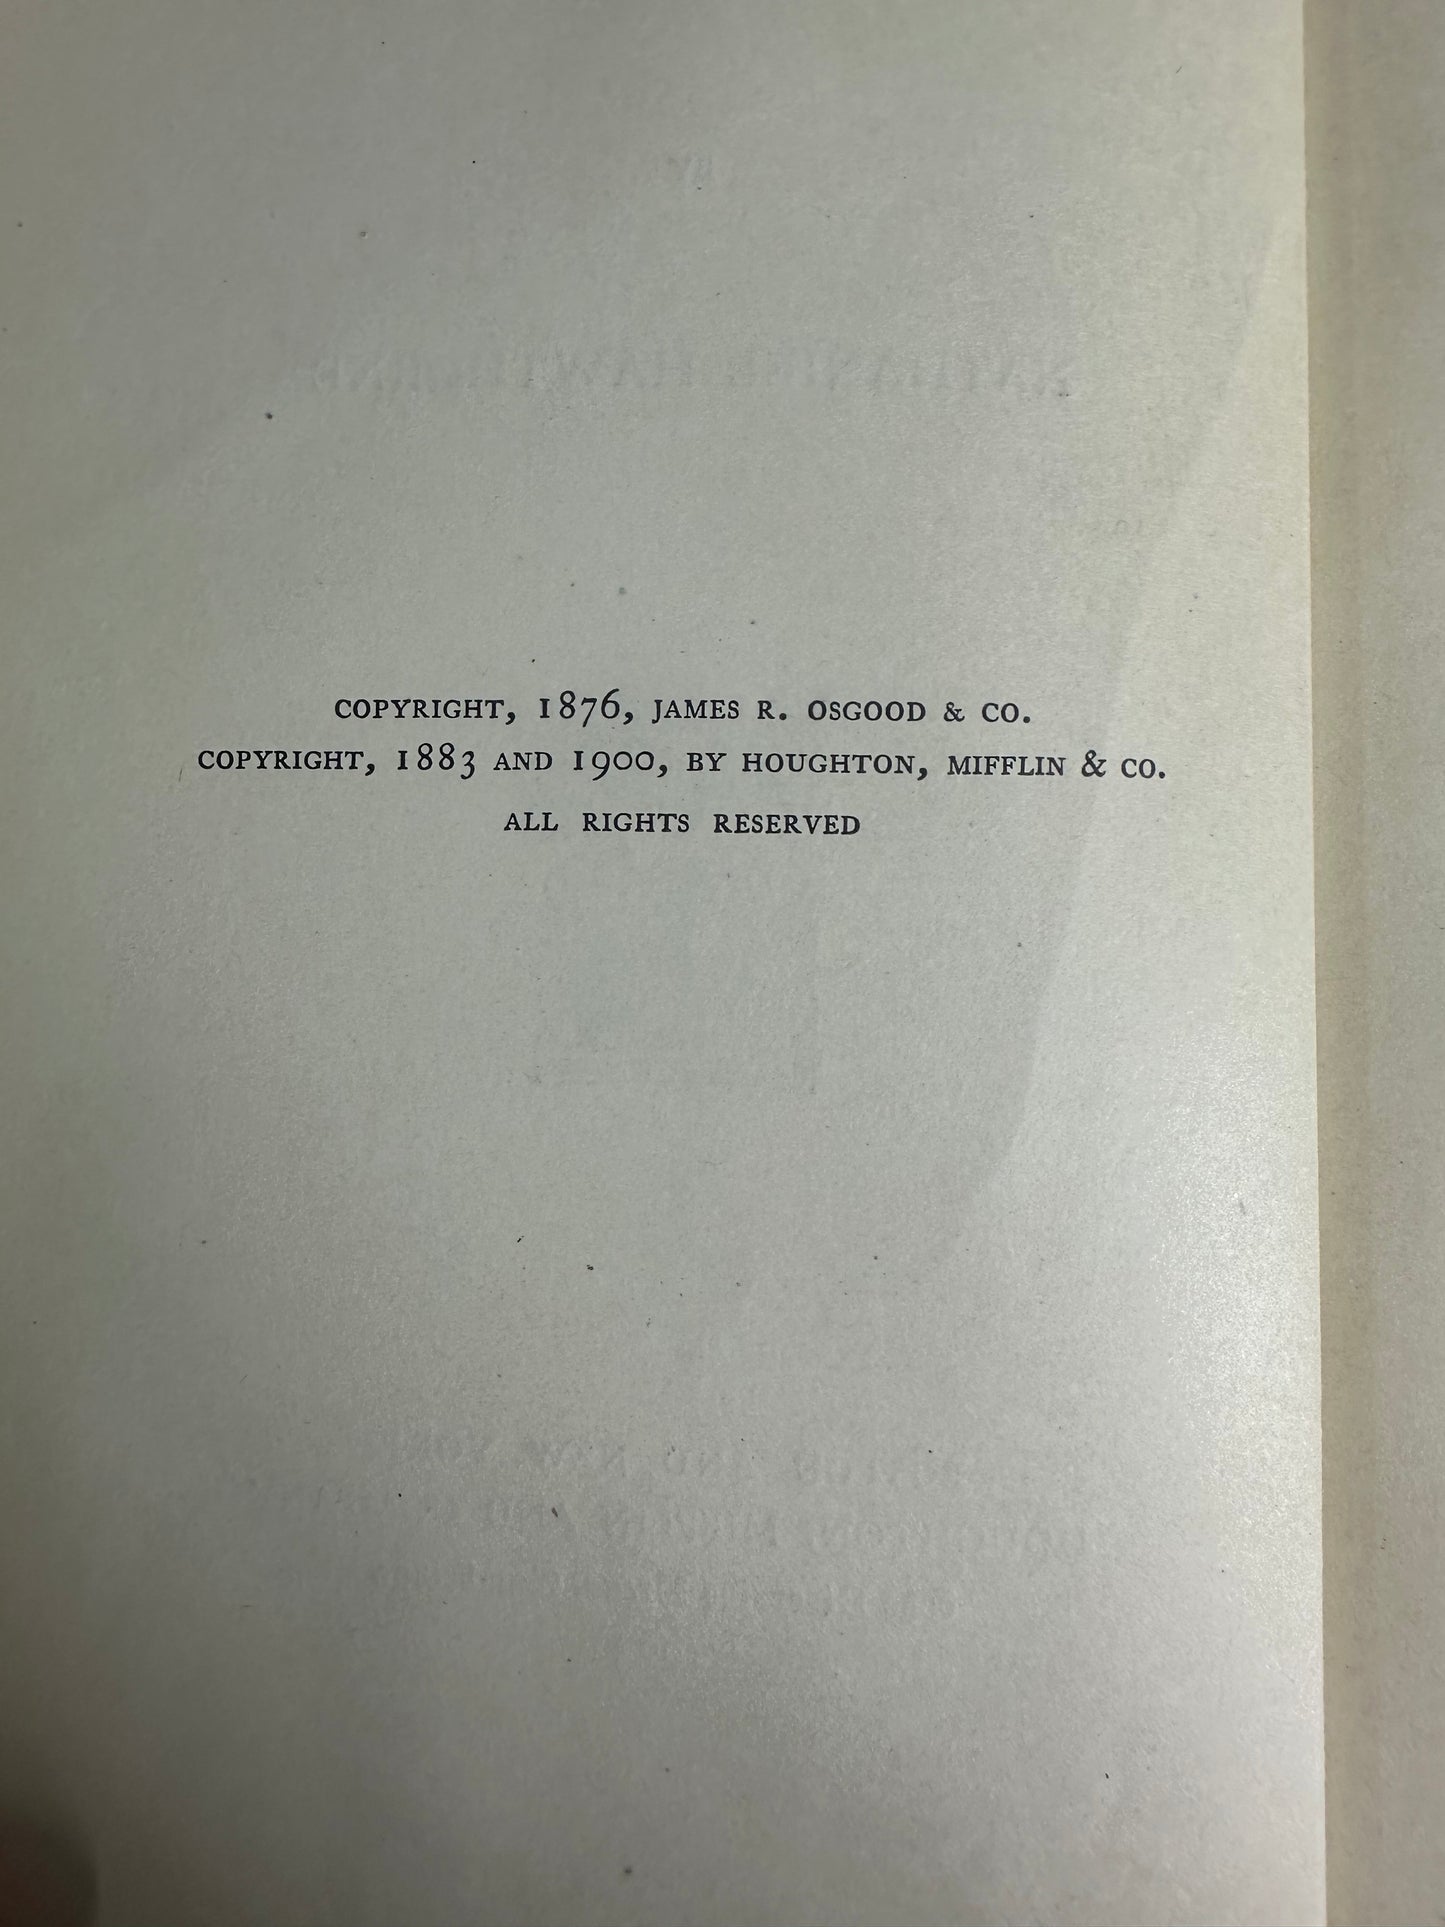 COPYRIGHT, 1876, JAMES R. OSGOOD & CO.
COPYRIGHT, 1883 AND 1900, BY HOUGHTON, MIFFLIN & CO.
ALL RIGHTS RESERVED